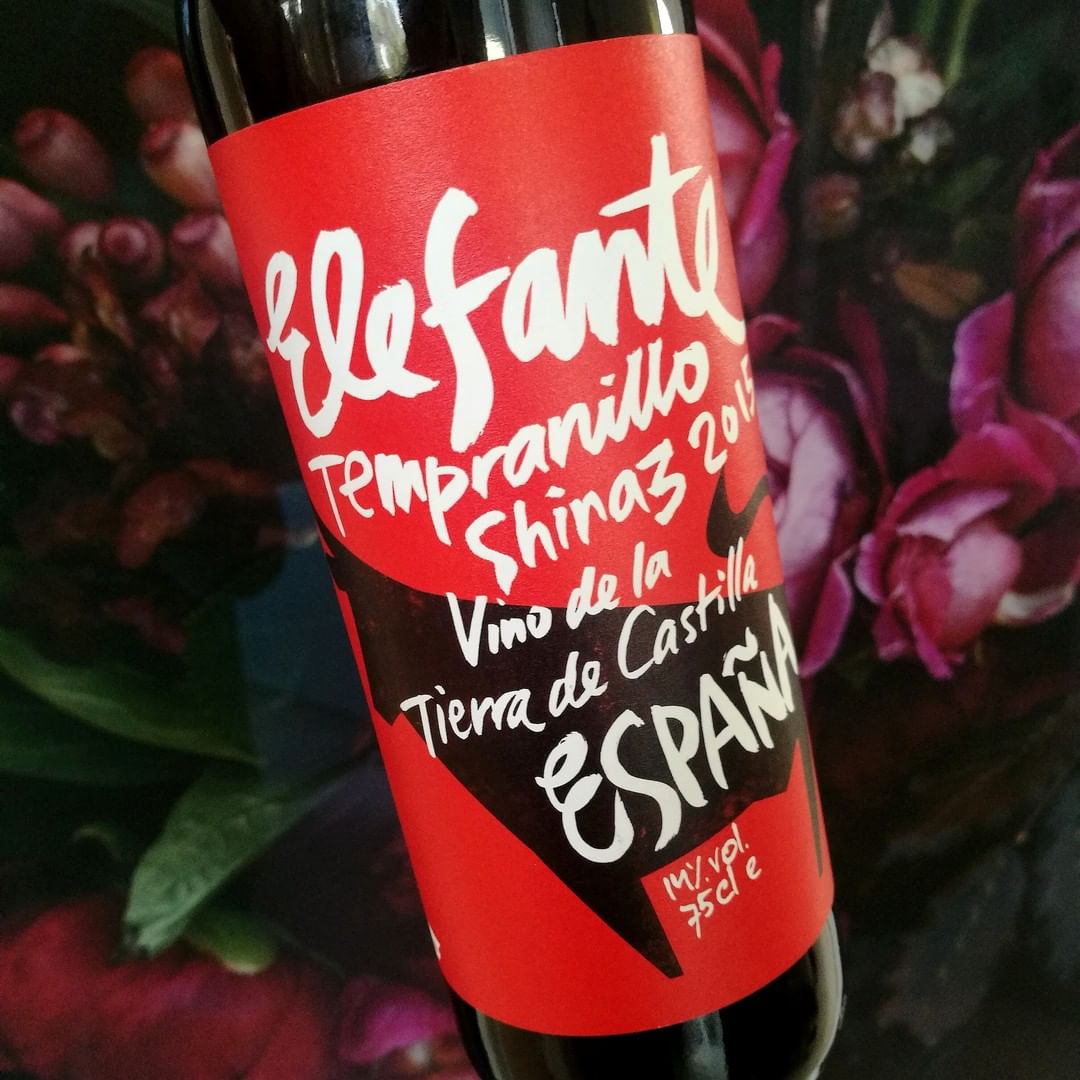 Elefante
Tempranillo
Shiraz 2015
Vino de la
Tierra de Castilla
ESPAÑA
14%.vol.
75cl e